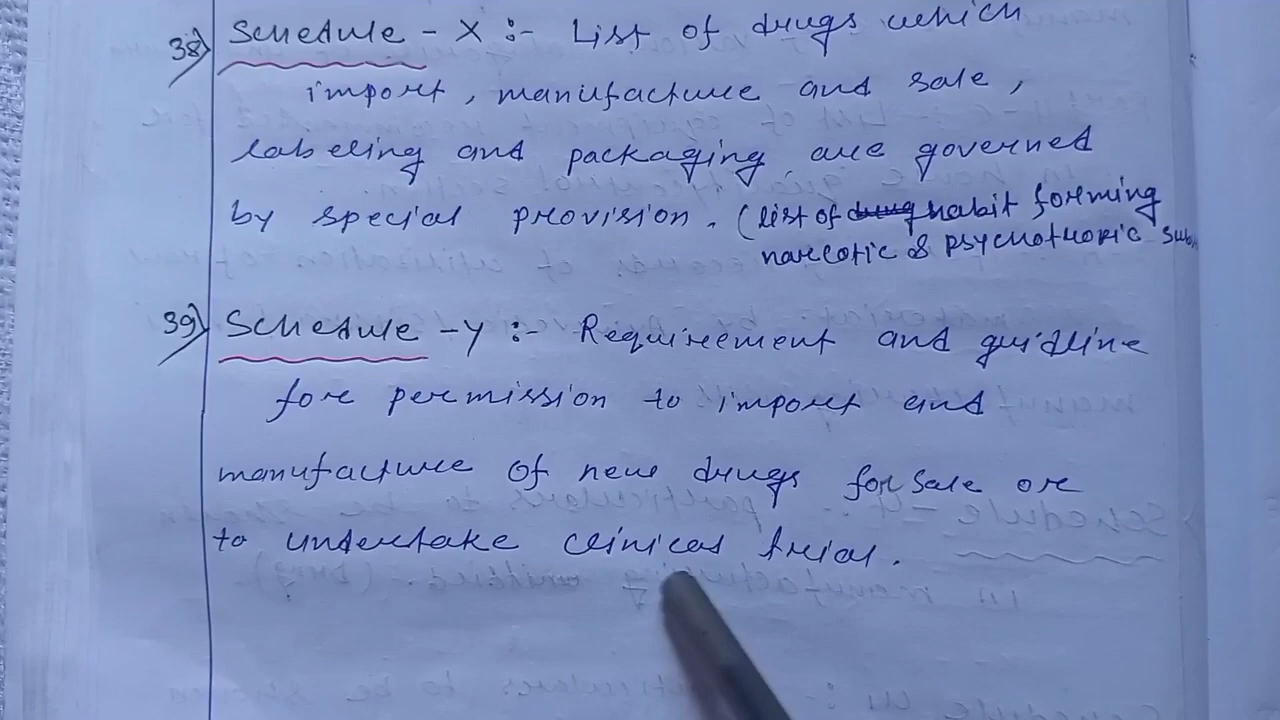 38) Schedule - X :- List of drugs which
import, manufacture and sale,
labeling and packaging are governed
by special provision. (list of habit forming
narcotic & psychotropic sub.
39) Schedule - Y :- Requirement and guidline
for permission to import and
manufacture of new drugs for sale or
to undertake clinical trial.